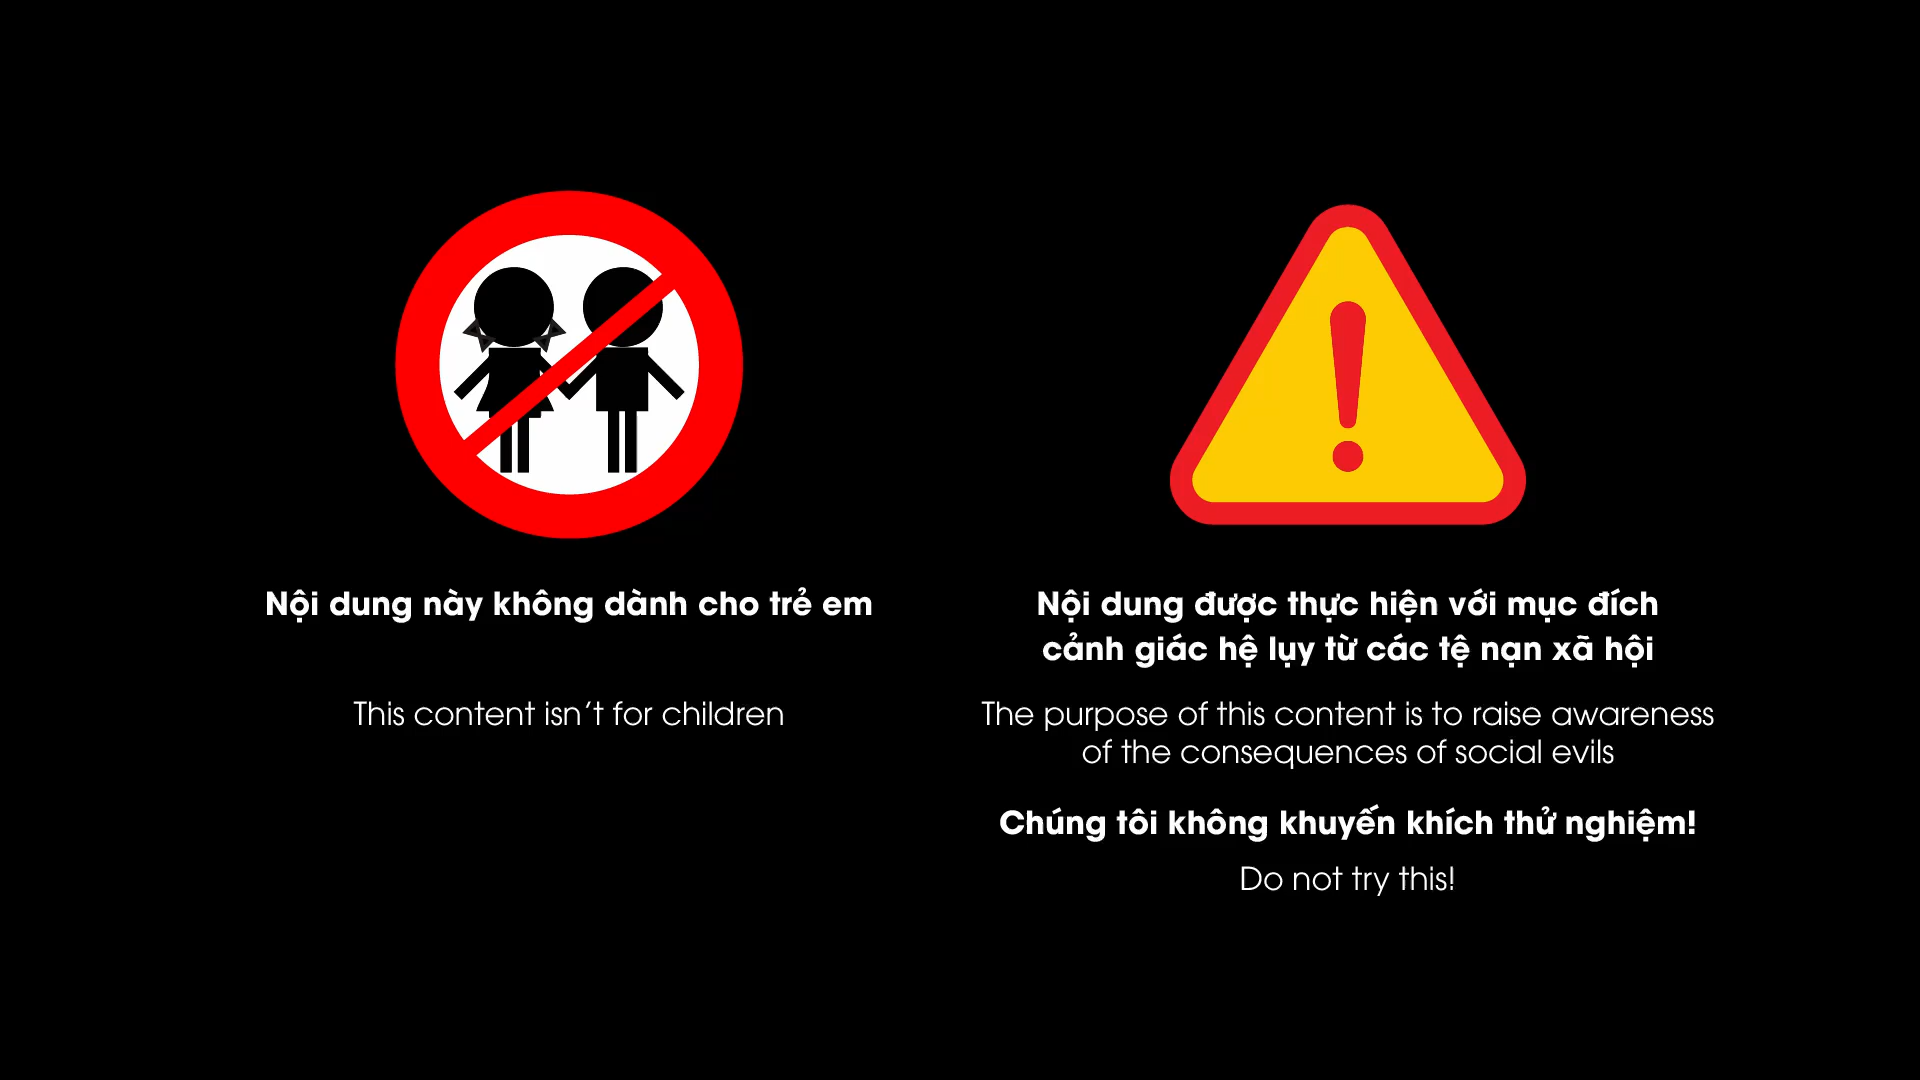 Nội dung này không dành cho trẻ em
This content isn't for children
Nội dung được thực hiện với mục đích
cảnh giác hệ lụy từ các tệ nạn xã hội
The purpose of this content is to raise awareness
of the consequences of social evils
Chúng tôi không khuyến khích thử nghiệm!
Do not try this!